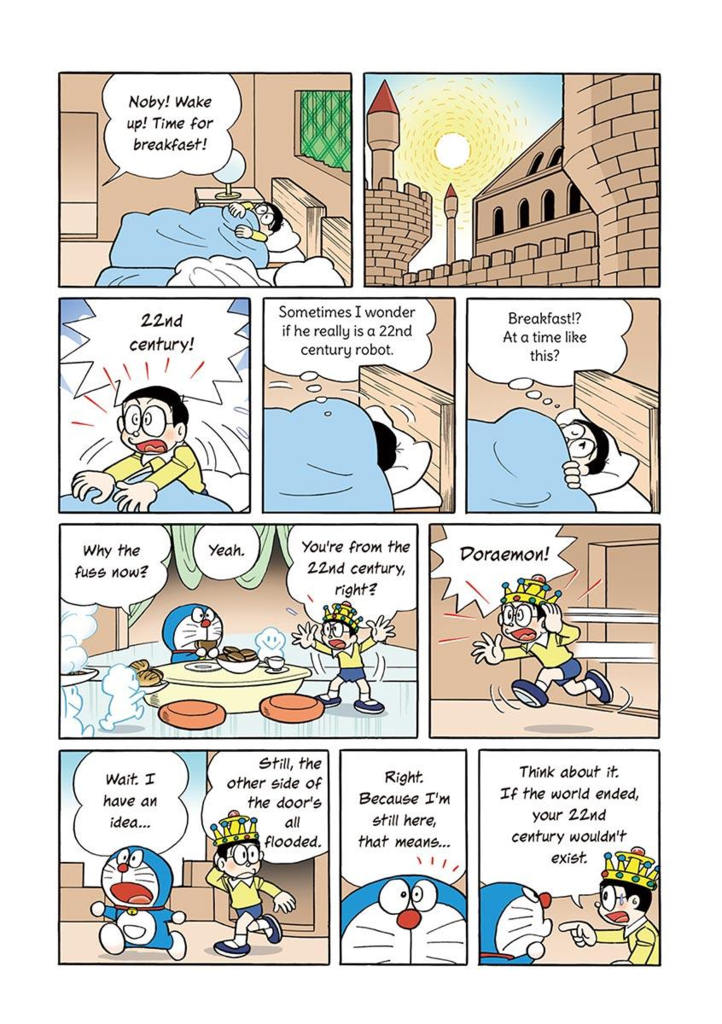 Noby! Wake
up! Time for
breakfast!
Breakfast!?
At a time like
this?
Sometimes I wonder
if he really is a 22nd
century robot.
22nd
century!
Doraemon!
You're from the
22nd century,
right?
Yeah.
Why the
fuss now?
Think about it.
If the world ended,
your 22nd
century wouldn't
exist.
Right.
Because I'm
still here,
that means...
Still, the
other side of
the door's
all
flooded.
Wait. I
have an
idea...